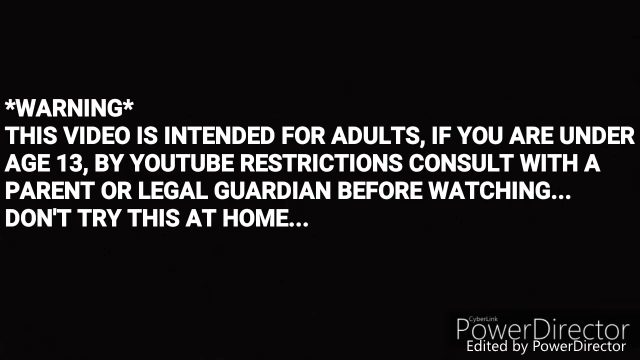 *WARNING*
THIS VIDEO IS INTENDED FOR ADULTS, IF YOU ARE UNDER
AGE 13, BY YOUTUBE RESTRICTIONS CONSULT WITH A
PARENT OR LEGAL GUARDIAN BEFORE WATCHING...
DON'T TRY THIS AT HOME...
CyberLink
PowerDirector
Edited by PowerDirector